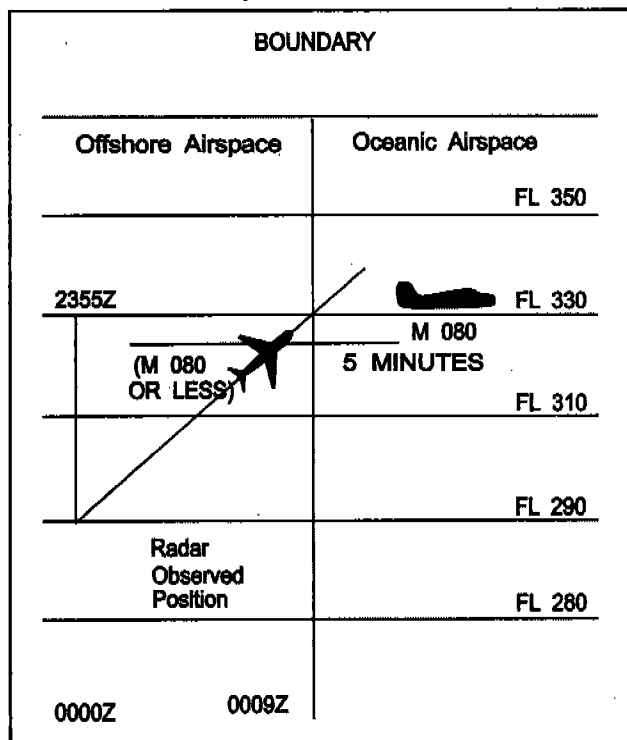 BOUNDARY
Offshore Airspace
Oceanic Airspace
FL 350
2355Z
FL 330
(M 080
OR LESS)
M 080
5 MINUTES
FL 310
FL 290
Radar
Observed
Position
FL 280
0000Z
0009Z